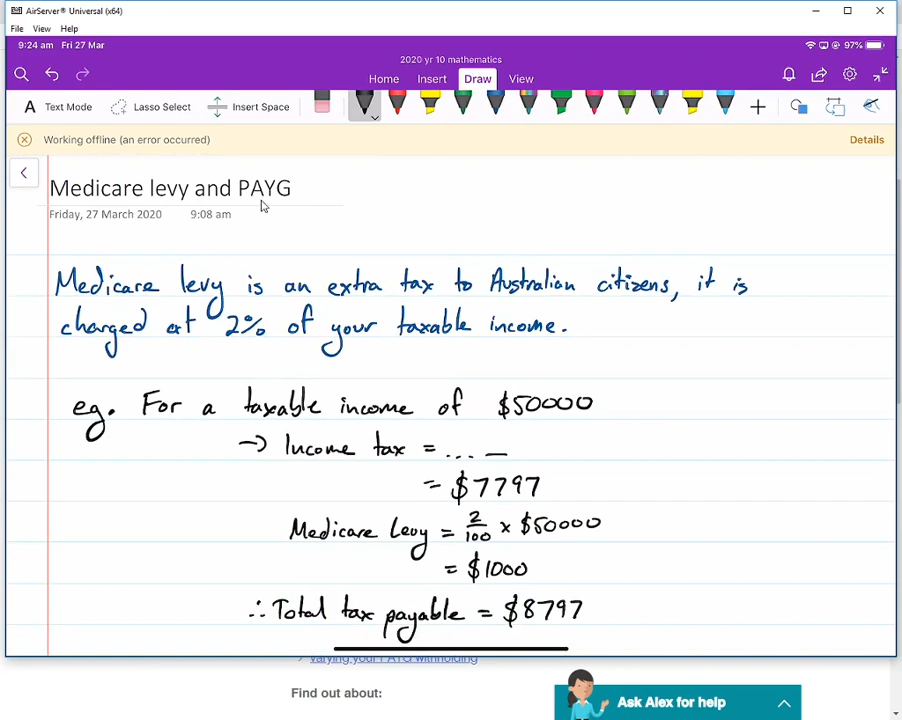 AirServer® Universal (x64)
File View Help
9:24 am Fri 27 Mar 97%
2020 yr 10 mathematics
Home Insert Draw View
Text Mode Lasso Select Insert Space
Working offline (an error occurred) Details
Medicare levy and PAYG
Friday, 27 March 2020 9:08 am
Medicare levy is an extra tax to Australian citizens, it is
charged at 2% of your taxable income.
eg. For a taxable income of $50000
→ Income tax = ... —
= $7797
Medicare Levy = 2/100 × $50000
= $1000
∴ Total tax payable = $8797
varying your PAYG withholding
Find out about:
Ask Alex for help